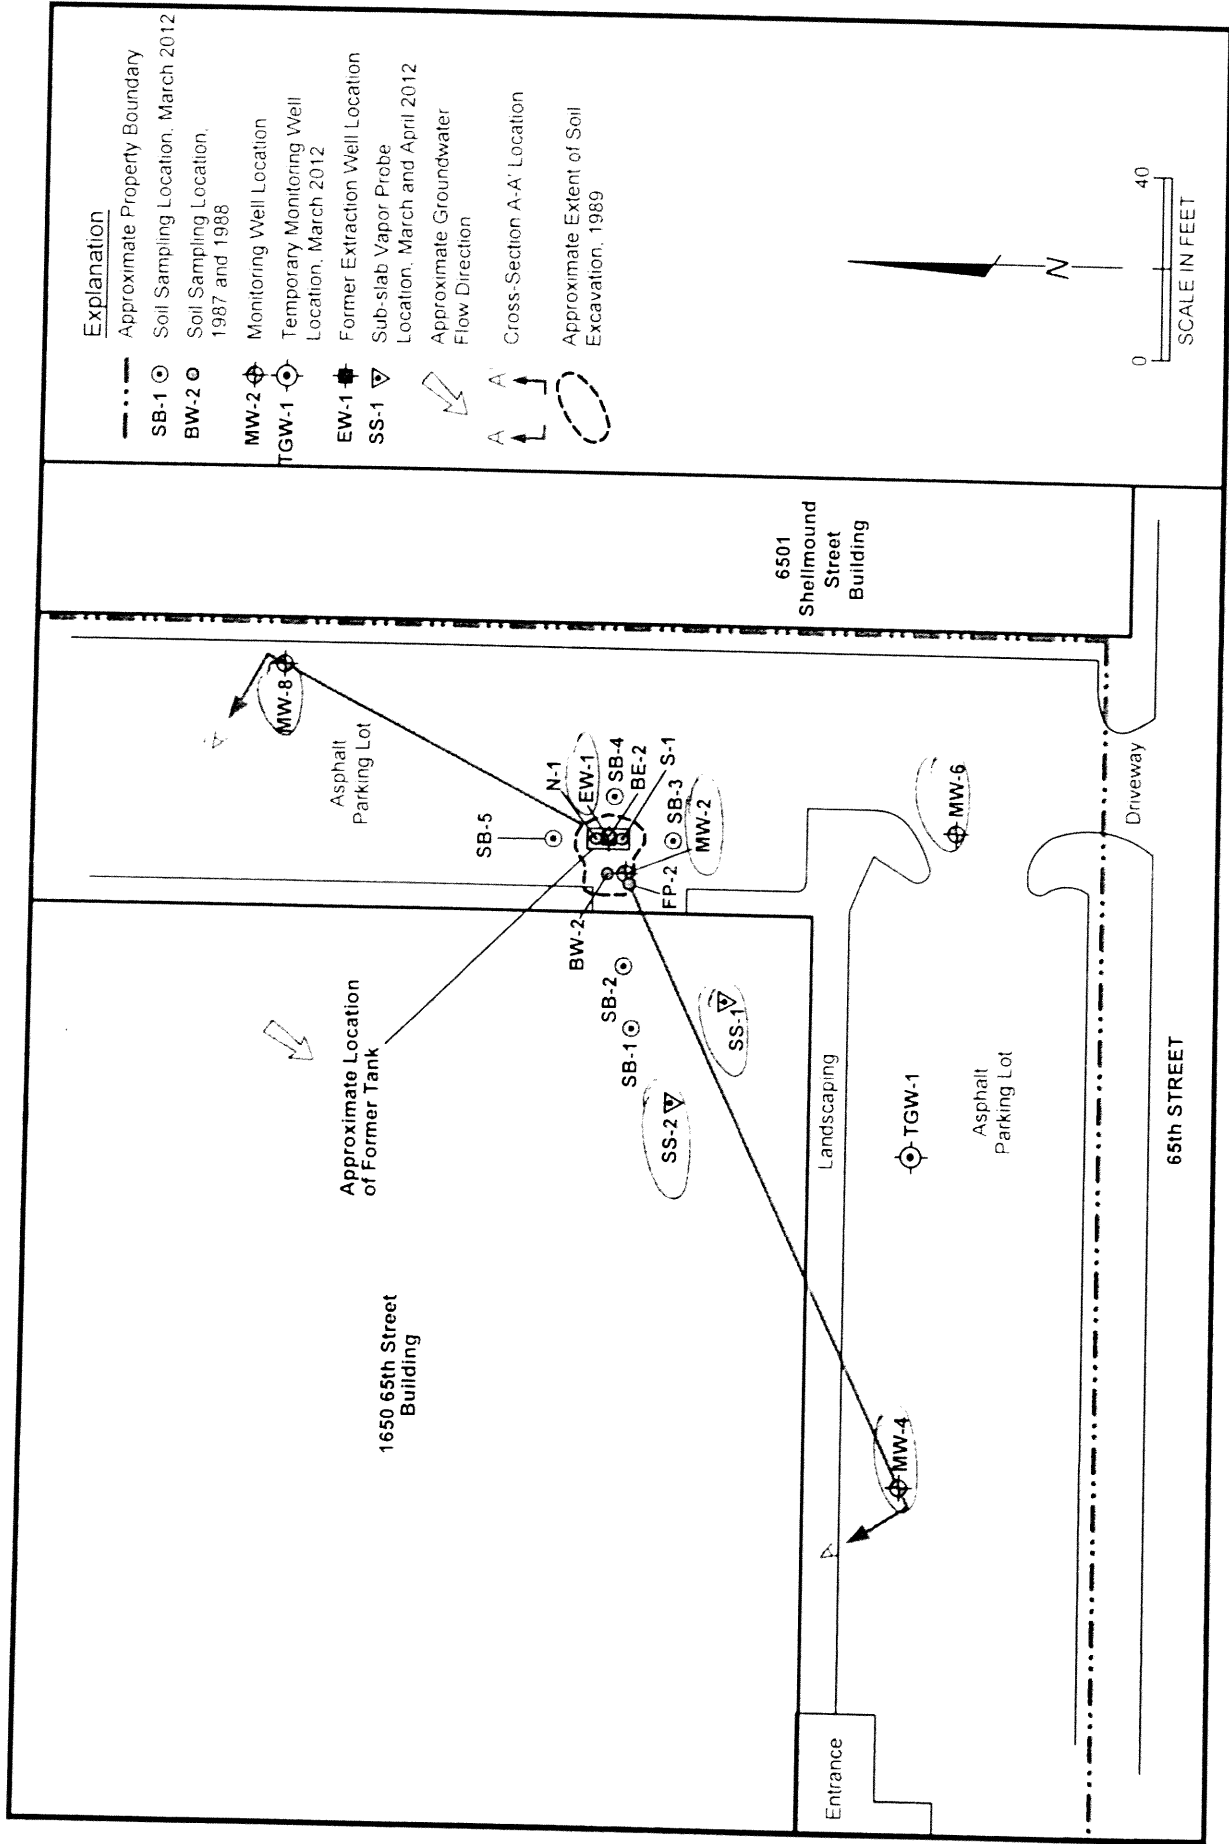 Explanation
Approximate Property Boundary
SB-1 Soil Sampling Location, March 2012
BW-2 Soil Sampling Location,
1987 and 1988
MW-2 Monitoring Well Location
TGW-1 Temporary Monitoring Well
Location, March 2012
EW-1 Former Extraction Well Location
SS-1 Sub-slab Vapor Probe
Location, March and April 2012
Approximate Groundwater
Flow Direction
A A' Cross-Section A-A' Location
Approximate Extent of Soil
Excavation, 1989
N
0 40
SCALE IN FEET
6501
Shellmound
Street
Building
MW-8
Asphalt
Parking Lot
SB-5
N-1
EW-1
SB-4
BE-2
S-1
SB-3
MW-2
FP-2
BW-2
SB-2
SB-1
SS-1
SS-2
MW-6
Driveway
Approximate Location
of Former Tank
1650 65th Street
Building
Landscaping
TGW-1
Asphalt
Parking Lot
65th STREET
MW-4
A
Entrance